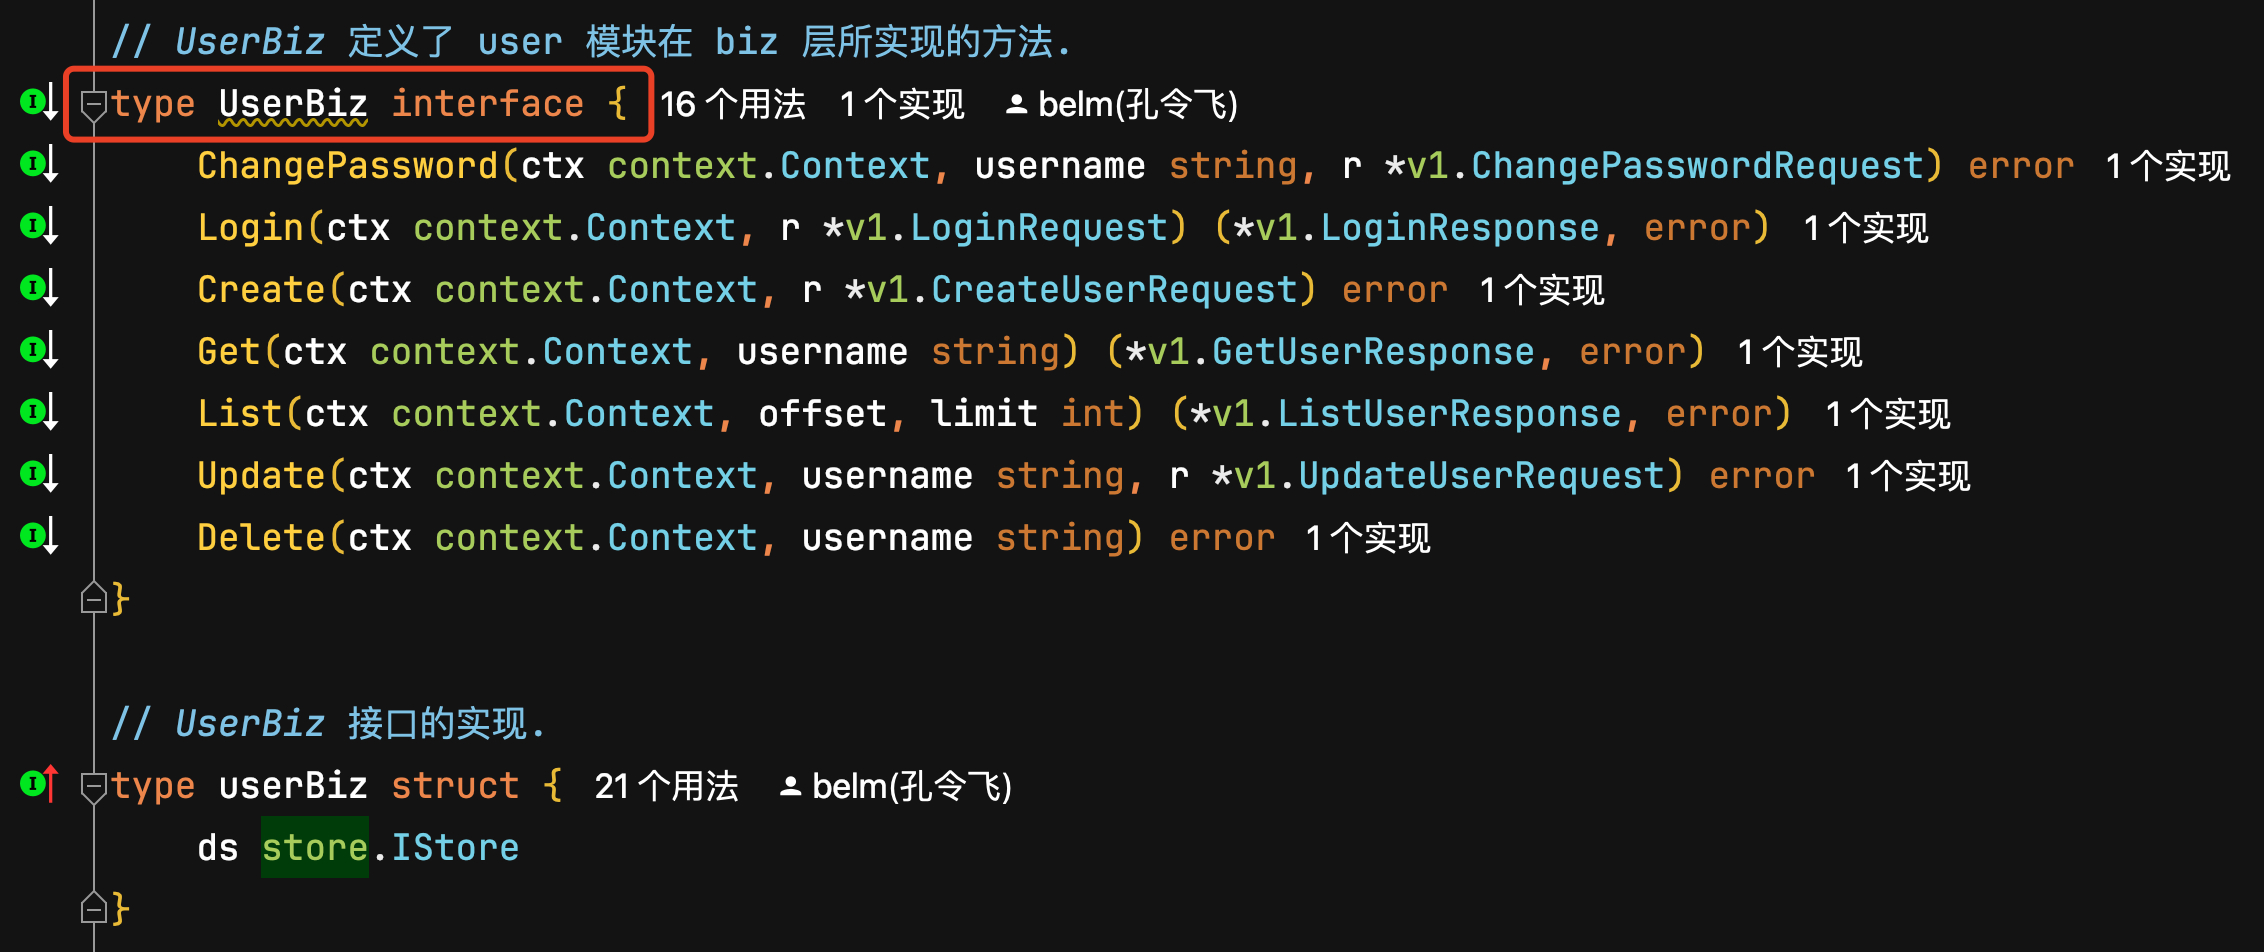 // UserBiz 定义了 user 模块在 biz 层所实现的方法.
type UserBiz interface { 16 个用法 1 个实现 belm(孔令飞)
ChangePassword(ctx context.Context, username string, r *v1.ChangePasswordRequest) error 1 个实现
Login(ctx context.Context, r *v1.LoginRequest) (*v1.LoginResponse, error) 1 个实现
Create(ctx context.Context, r *v1.CreateUserRequest) error 1 个实现
Get(ctx context.Context, username string) (*v1.GetUserResponse, error) 1 个实现
List(ctx context.Context, offset, limit int) (*v1.ListUserResponse, error) 1 个实现
Update(ctx context.Context, username string, r *v1.UpdateUserRequest) error 1 个实现
Delete(ctx context.Context, username string) error 1 个实现
}
// UserBiz 接口的实现.
type userBiz struct { 21 个用法 belm(孔令飞)
ds store.IStore
}